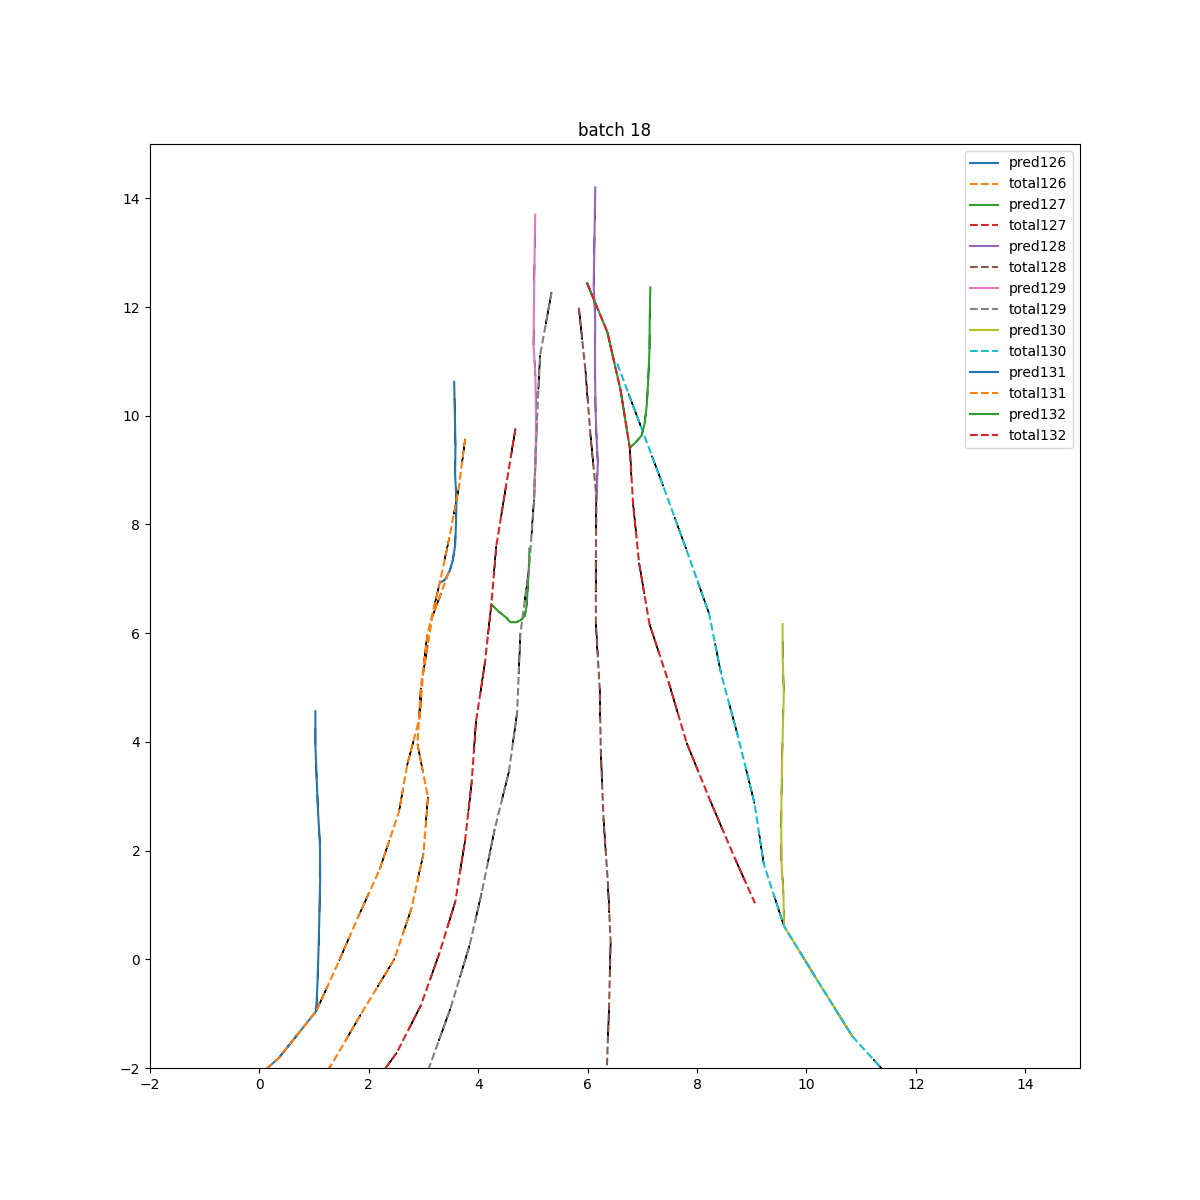 batch 18
pred126
total126
pred127
total127
pred128
total128
pred129
total129
pred130
total130
pred131
total131
pred132
total132
14
12
10
8
6
4
2
0
−2
−2 0 2 4 6 8 10 12 14